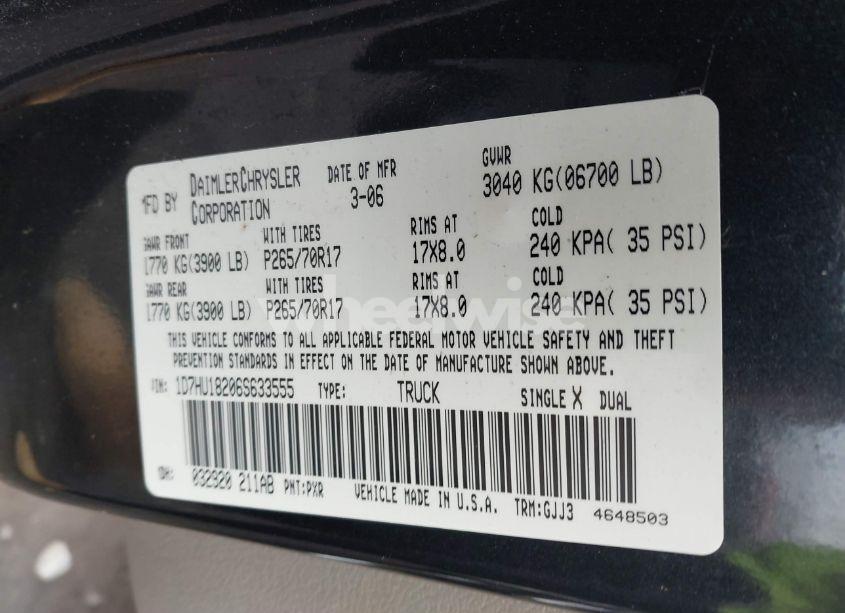 MFD BY DAIMLERCHRYSLER CORPORATION DATE OF MFR 3-06 GVWR 3040 KG(06700 LB)
GAWR FRONT WITH TIRES RIMS AT COLD
1770 KG(3900 LB) P265/70R17 17X8.0 240 KPA( 35 PSI)
GAWR REAR WITH TIRES RIMS AT COLD
1770 KG(3900 LB) P265/70R17 17X8.0 240 KPA( 35 PSI)
THIS VEHICLE CONFORMS TO ALL APPLICABLE FEDERAL MOTOR VEHICLE SAFETY AND THEFT
PREVENTION STANDARDS IN EFFECT ON THE DATE OF MANUFACTURE SHOWN ABOVE.
VIN: 1D7HU18206S633555 TYPE: TRUCK SINGLE X DUAL
MDH: 032920 211AB PNT:PXR VEHICLE MADE IN U.S.A. TRM:GJJ3 4648503
wheelwise